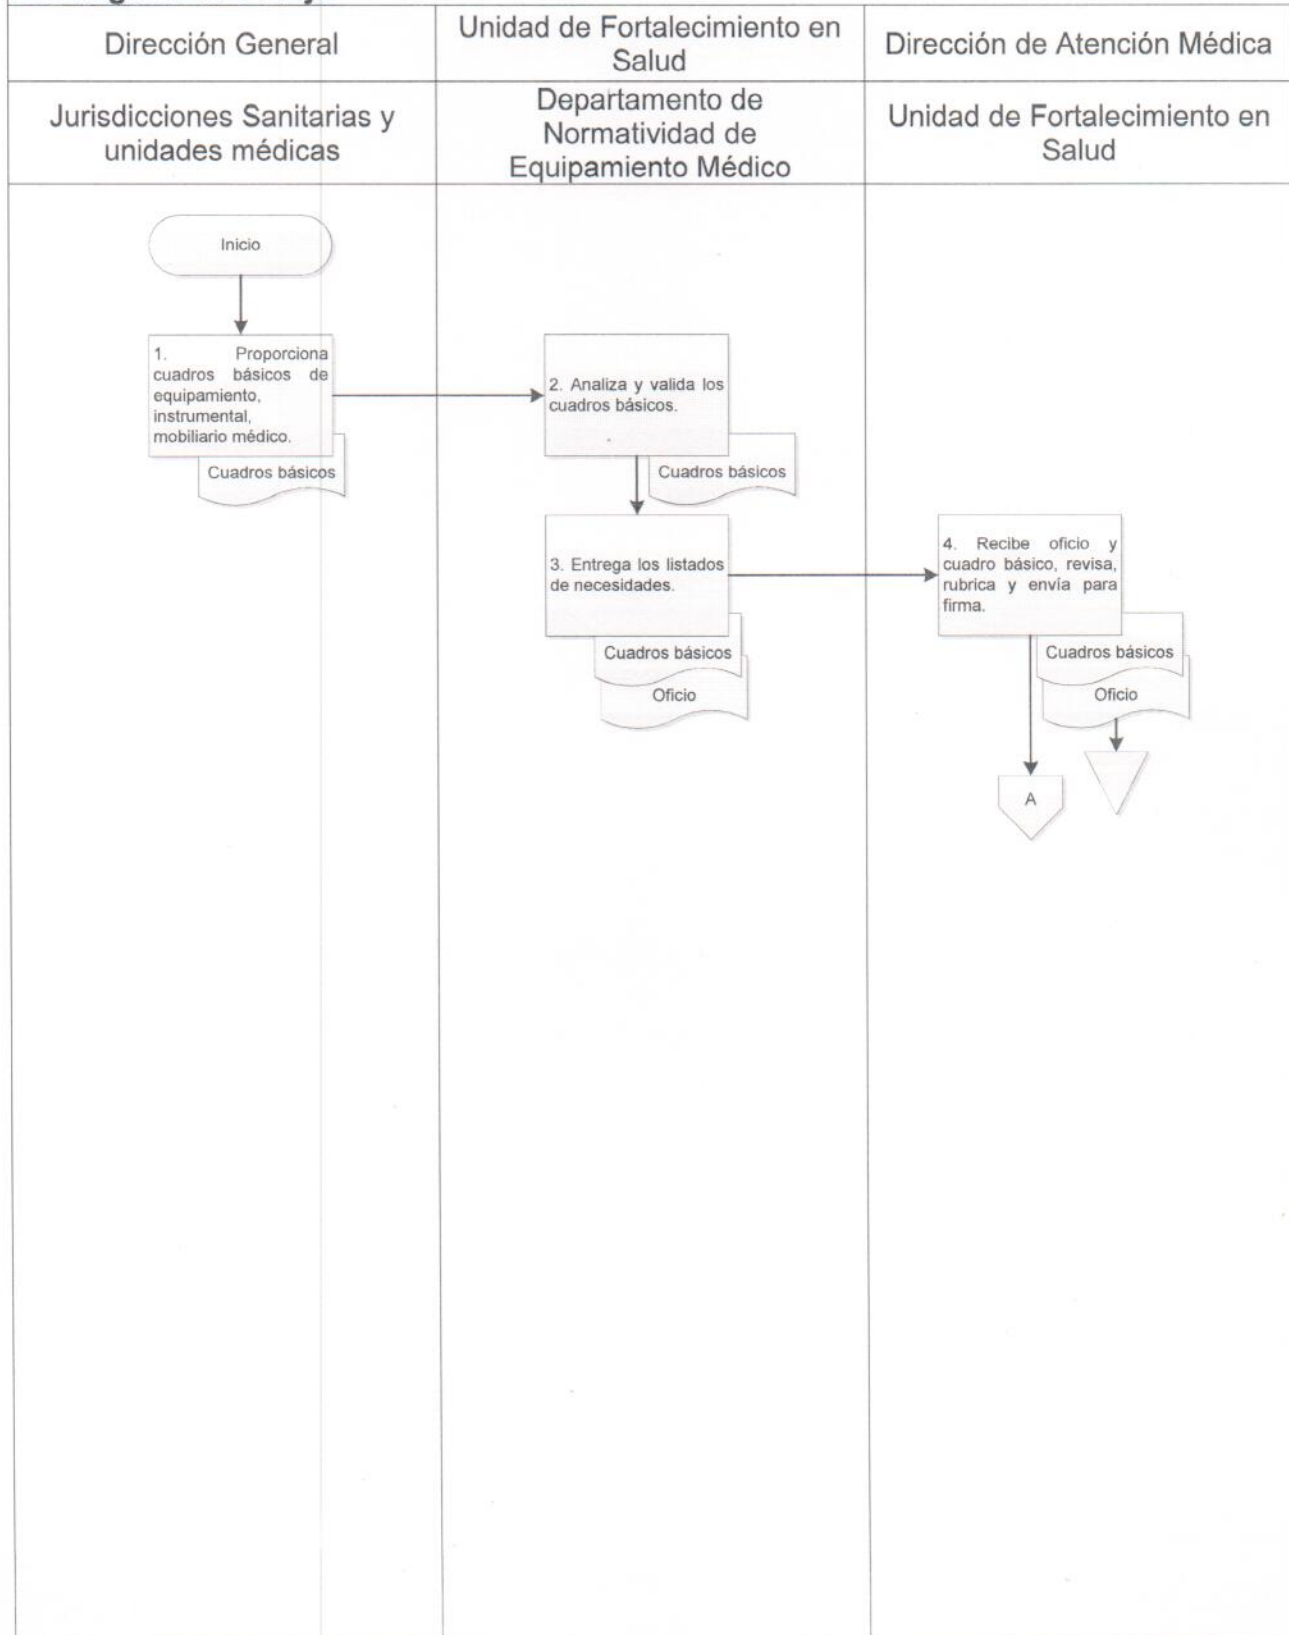 Dirección General
Unidad de Fortalecimiento en
Salud
Dirección de Atención Médica
Jurisdicciones Sanitarias y
unidades médicas
Departamento de
Normatividad de
Equipamiento Médico
Unidad de Fortalecimiento en
Salud
Inicio
1. Proporciona
cuadros básicos de
equipamiento,
instrumental,
mobiliario médico.
Cuadros básicos
2. Analiza y valida los
cuadros básicos.
Cuadros básicos
3. Entrega los listados
de necesidades.
Cuadros básicos
Oficio
4. Recibe oficio y
cuadro básico, revisa,
rubrica y envía para
firma.
Cuadros básicos
Oficio
A